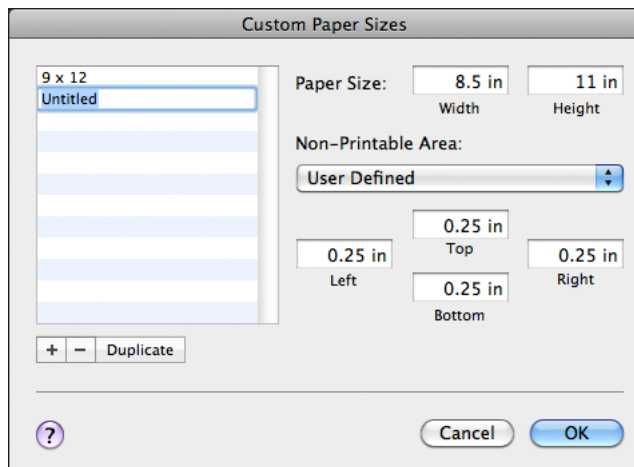 Custom Paper Sizes
9 x 12
Untitled
Paper Size:
8.5 in
11 in
Width
Height
Non-Printable Area:
User Defined
0.25 in
Top
0.25 in
Left
0.25 in
Right
0.25 in
Bottom
+ − Duplicate
?
Cancel
OK